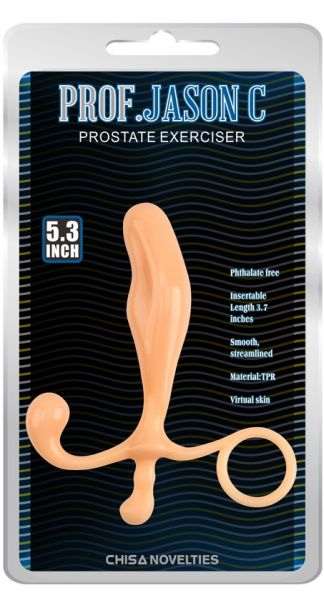 PROF.JASON C
PROSTATE EXERCISER
5.3
INCH
Phthalate free
Insertable
Length 3.7
inches
Smooth,
streamlined
Material:TPR
Virtual skin
CHISA NOVELTIES